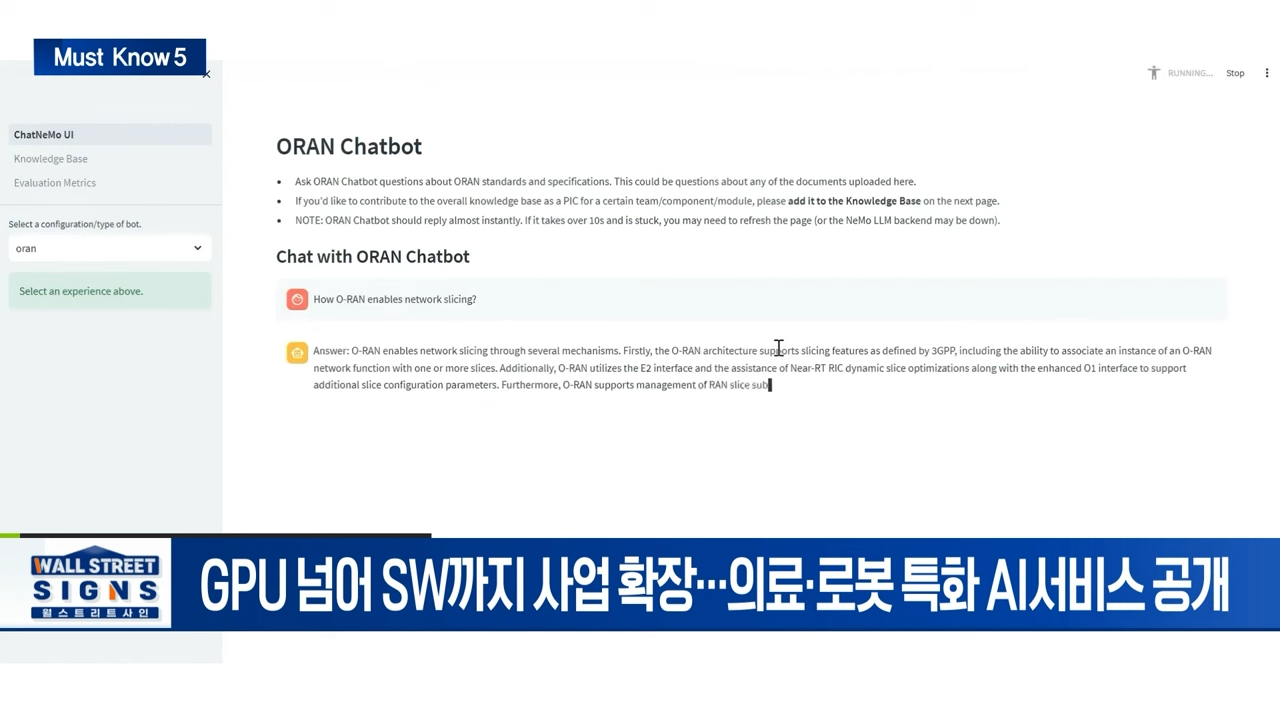 Must Know 5
RUNNING...
Stop
ChatNeMo UI
Knowledge Base
Evaluation Metrics
Select a configuration/type of bot.
oran
Select an experience above.
ORAN Chatbot
• Ask ORAN Chatbot questions about ORAN standards and specifications. This could be questions about any of the documents uploaded here.
• If you'd like to contribute to the overall knowledge base as a PIC for a certain team/component/module, please add it to the Knowledge Base on the next page.
• NOTE: ORAN Chatbot should reply almost instantly. If it takes over 10s and is stuck, you may need to refresh the page (or the NeMo LLM backend may be down).
Chat with ORAN Chatbot
How O-RAN enables network slicing?
Answer: O-RAN enables network slicing through several mechanisms. Firstly, the O-RAN architecture supports slicing features as defined by 3GPP, including the ability to associate an instance of an O-RAN
network function with one or more slices. Additionally, O-RAN utilizes the E2 interface and the assistance of Near-RT RIC dynamic slice optimizations along with the enhanced O1 interface to support
additional slice configuration parameters. Furthermore, O-RAN supports management of RAN slice sub
WALL STREET
SIGNS
월스트리트사인
GPU 넘어 SW까지 사업 확장…의료·로봇 특화 AI서비스 공개